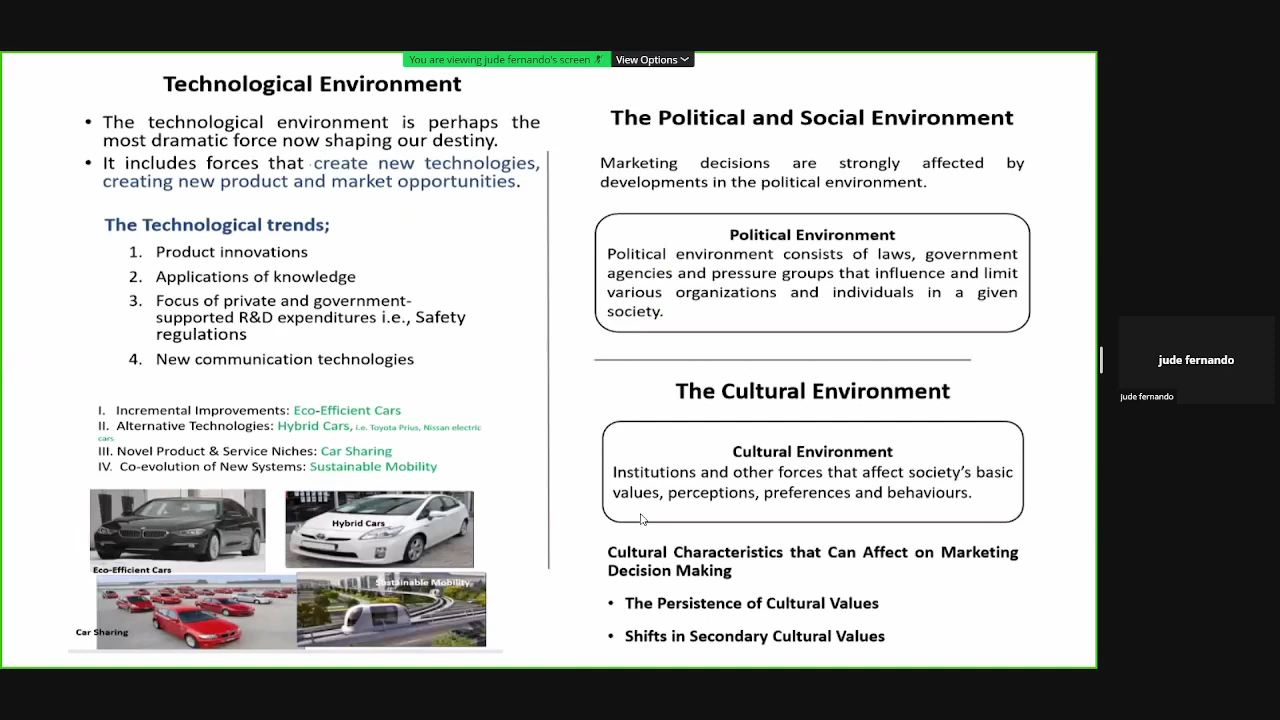 You are viewing jude fernando's screen
View Options
Technological Environment
• The technological environment is perhaps the
most dramatic force now shaping our destiny.
• It includes forces that create new technologies,
creating new product and market opportunities.
The Technological trends;
1. Product innovations
2. Applications of knowledge
3. Focus of private and government-
supported R&D expenditures i.e., Safety
regulations
4. New communication technologies
I. Incremental Improvements: Eco-Efficient Cars
II. Alternative Technologies: Hybrid Cars, i.e. Toyota Prius, Nissan electric
cars
III. Novel Product & Service Niches: Car Sharing
IV. Co-evolution of New Systems: Sustainable Mobility
Hybrid Cars
Eco-Efficient Cars
Sustainable Mobility
Car Sharing
The Political and Social Environment
Marketing decisions are strongly affected by
developments in the political environment.
Political Environment
Political environment consists of laws, government
agencies and pressure groups that influence and limit
various organizations and individuals in a given
society.
The Cultural Environment
Cultural Environment
Institutions and other forces that affect society's basic
values, perceptions, preferences and behaviours.
Cultural Characteristics that Can Affect on Marketing
Decision Making
• The Persistence of Cultural Values
• Shifts in Secondary Cultural Values
jude fernando
jude fernando